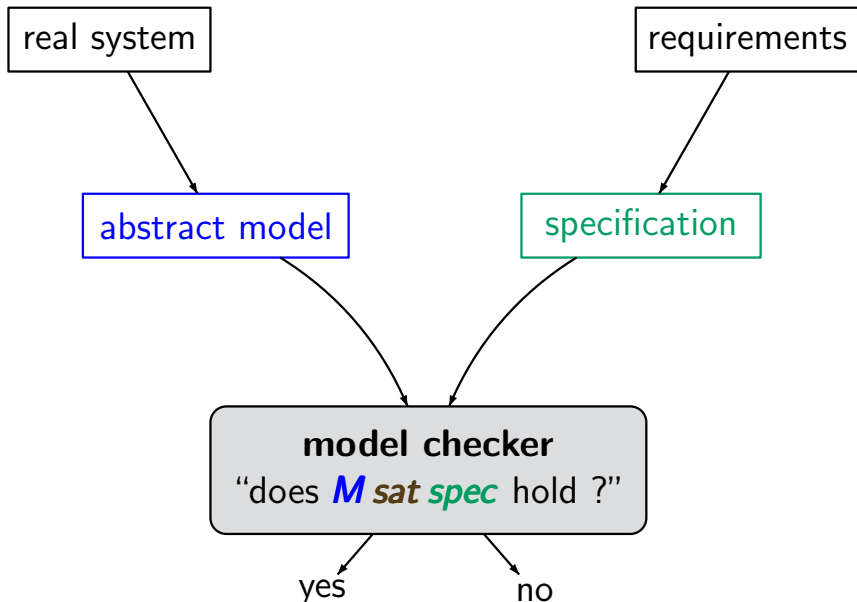 real system
requirements
abstract model
specification
model checker
“does M sat spec hold ?”
yes
no